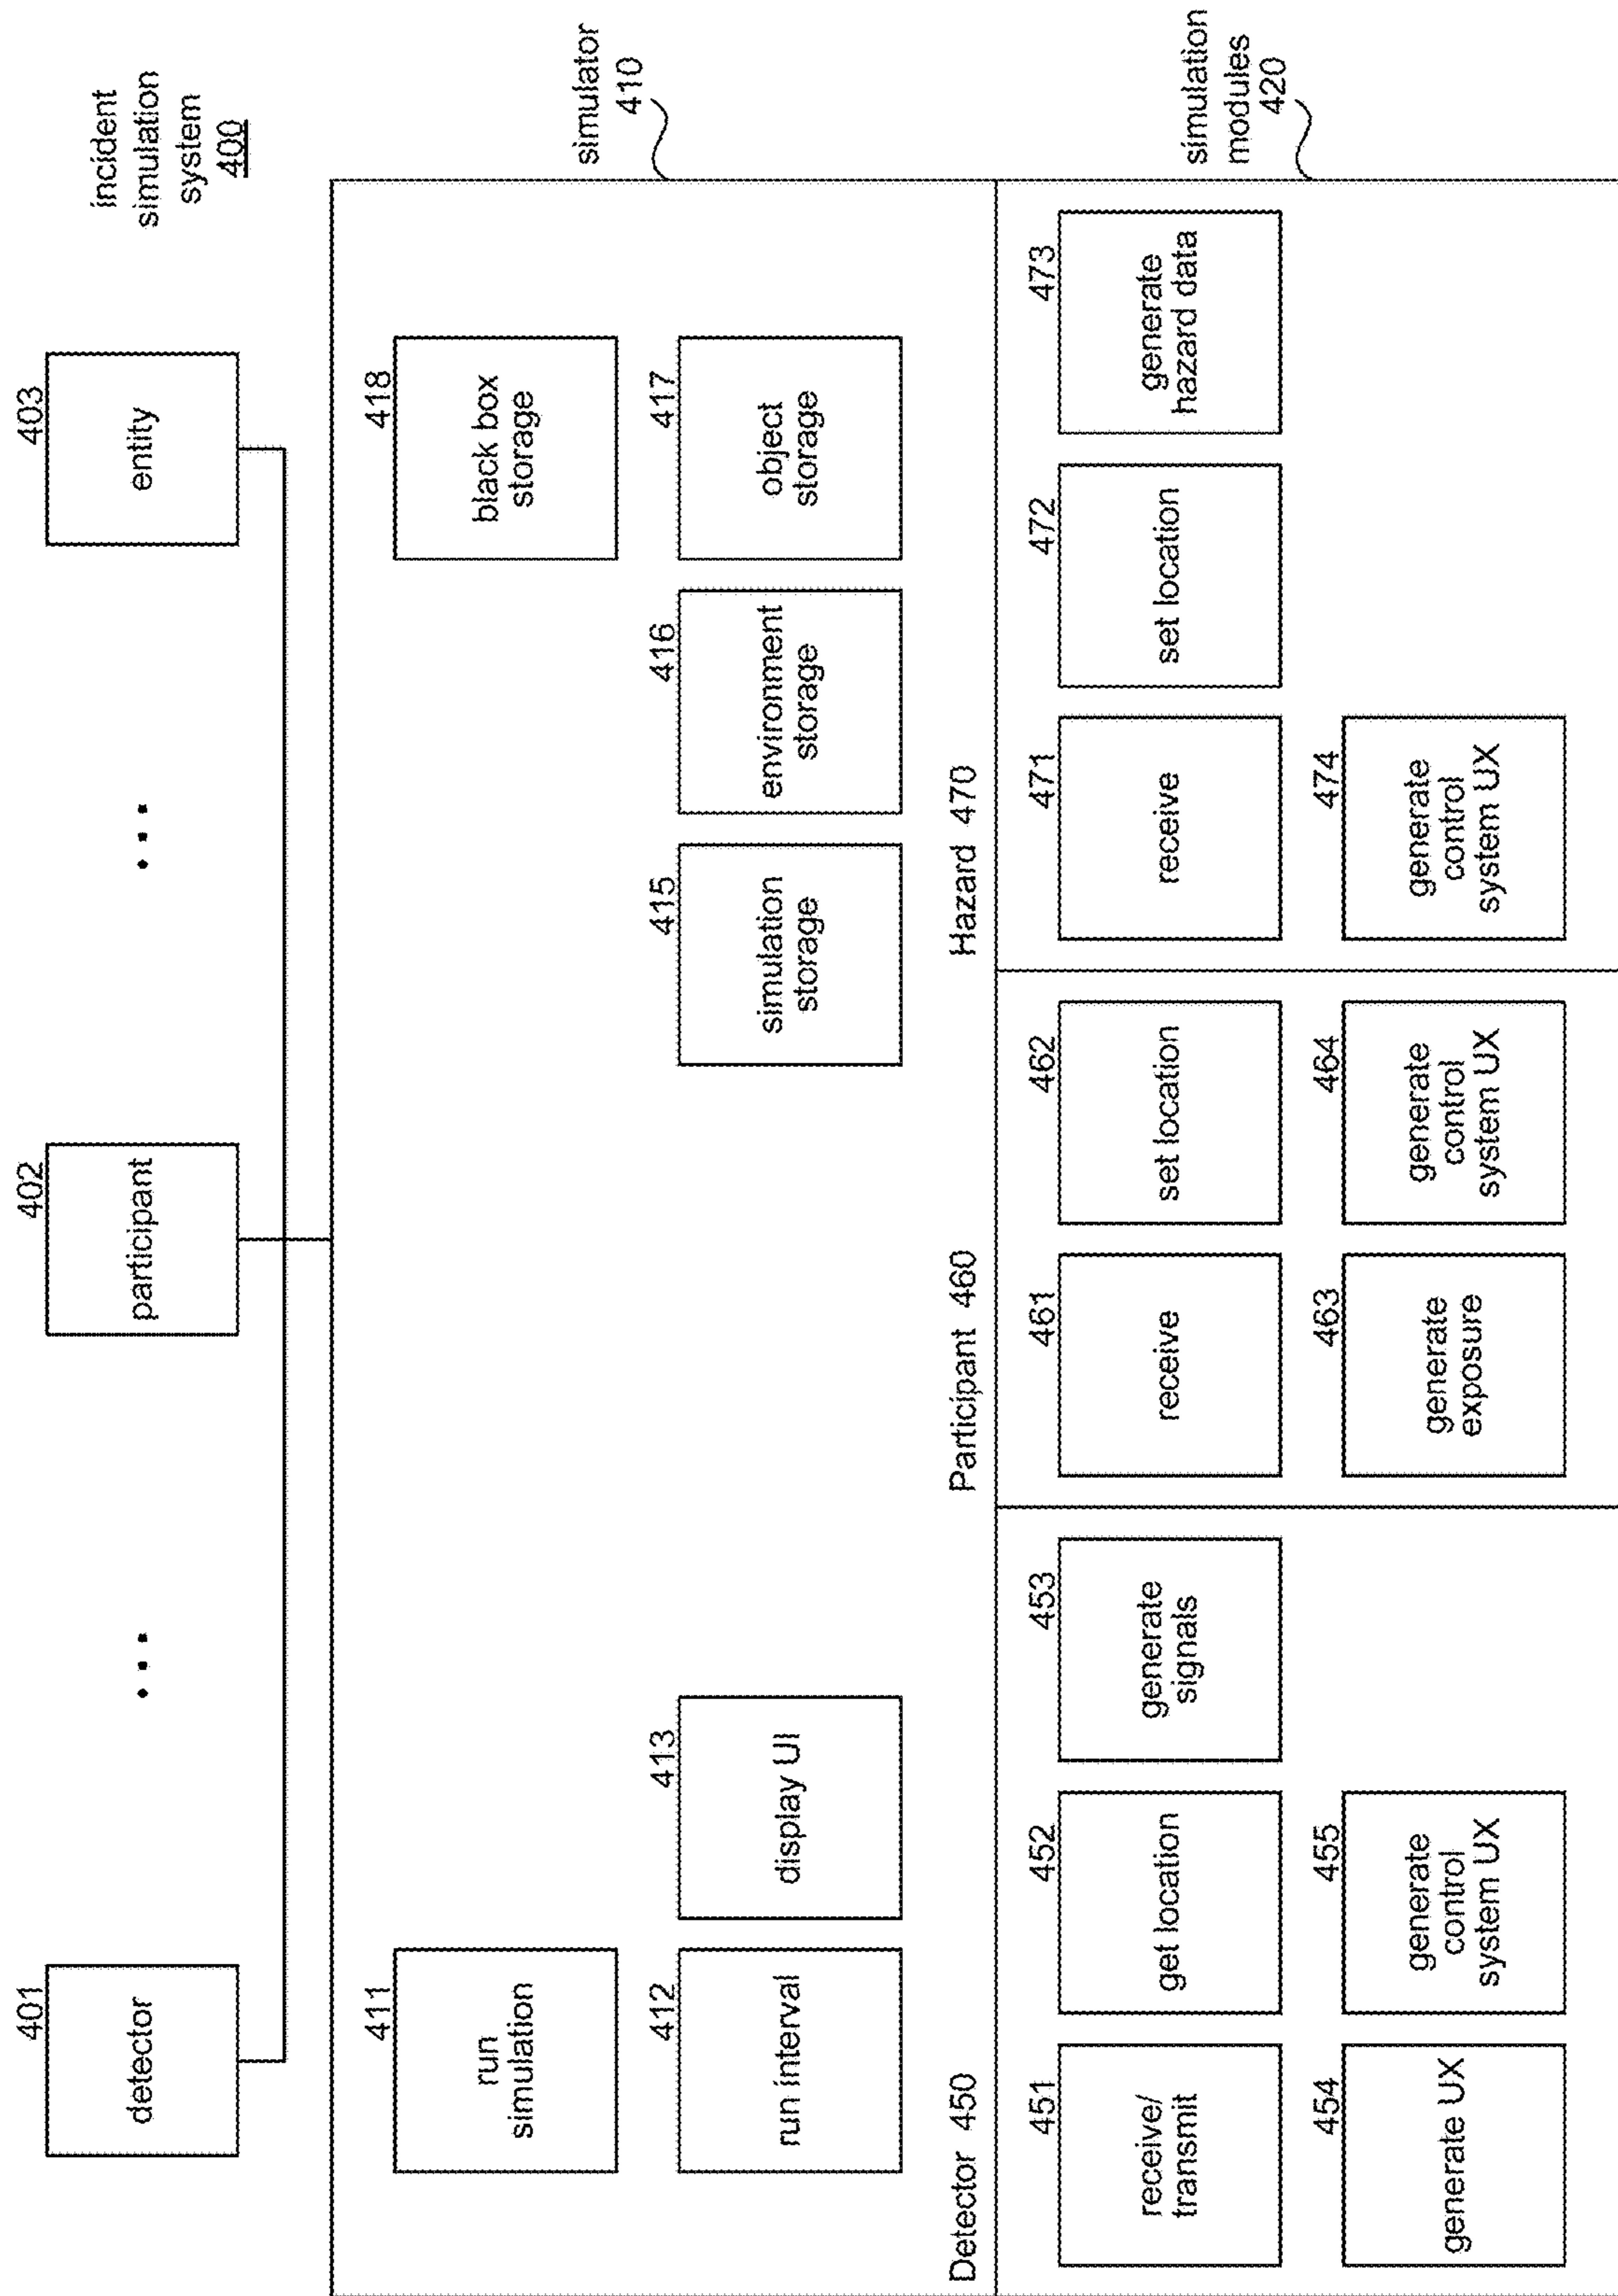 incident
simulation
system
400
401
detector
402
participant
403
entity
simulator
410
411
run
simulation
418
black box
storage
412
run interval
413
display UI
415
simulation
storage
416
environment
storage
417
object
storage
simulation
modules
420
Detector 450
451
receive/
transmit
452
get location
453
generate
signals
454
generate UX
455
generate
control
system UX
Participant 460
461
receive
462
set location
463
generate
exposure
464
generate
control
system UX
Hazard 470
471
receive
472
set location
473
generate
hazard data
474
generate
control
system UX